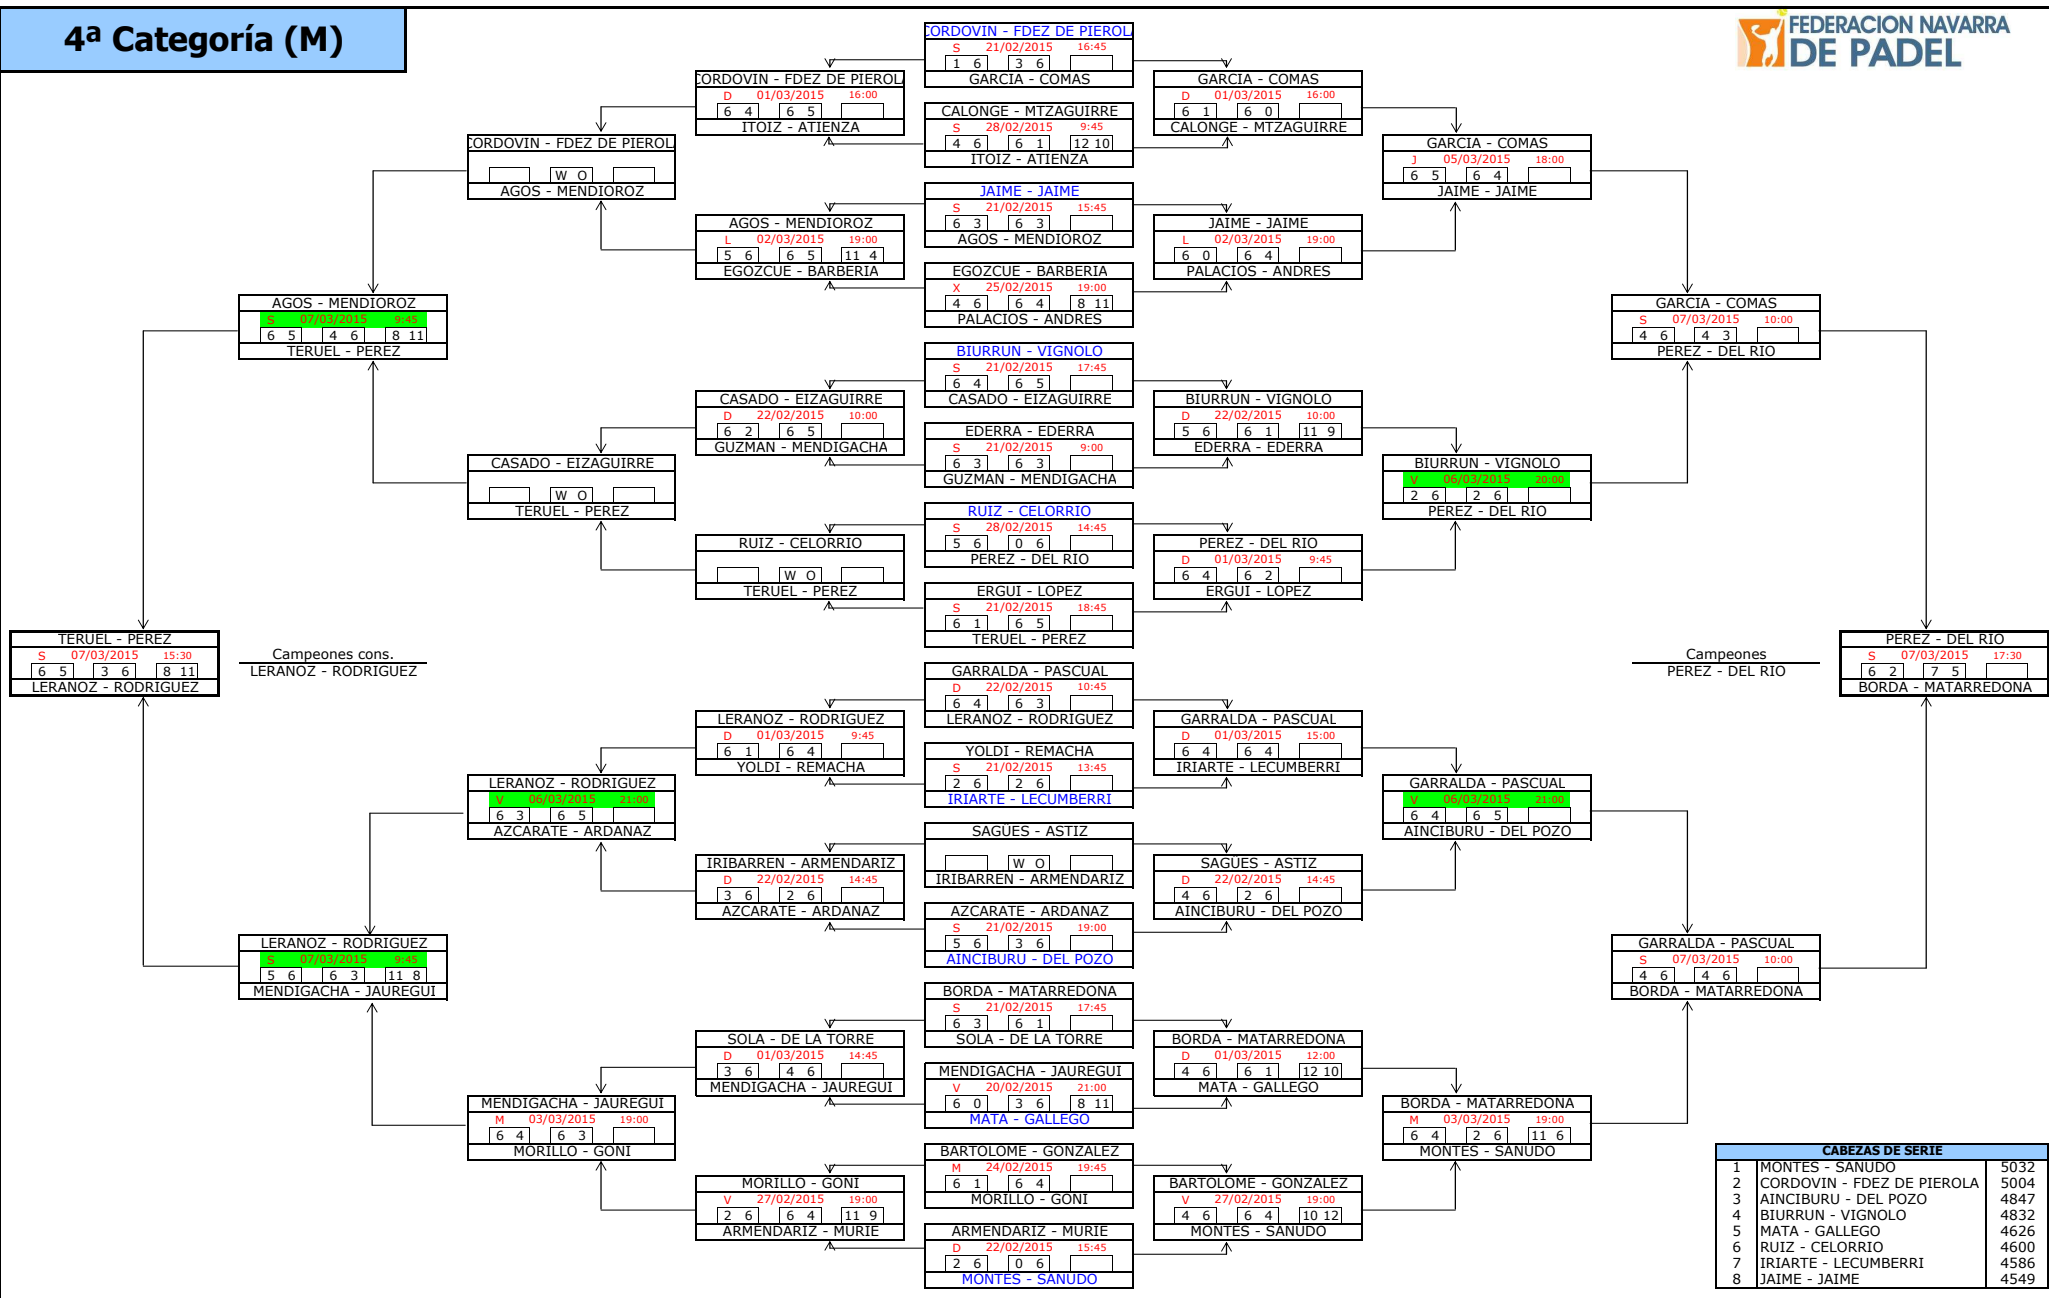 4ª Categoría (M)
FEDERACION NAVARRA
DE PADEL
TERUEL - PEREZ
S 07/03/2015 15:30
6 5 3 6 8 11
LERANOZ - RODRIGUEZ
Campeones cons.
LERANOZ - RODRIGUEZ
AGOS - MENDIOROZ
S 07/03/2015 9:45
6 5 4 6 8 11
TERUEL - PEREZ
LERANOZ - RODRIGUEZ
S 07/03/2015 9:45
5 6 6 3 11 8
MENDIGACHA - JAUREGUI
CORDOVIN - FDEZ DE PIEROLA
W O
AGOS - MENDIOROZ
CASADO - EIZAGUIRRE
W O
TERUEL - PEREZ
LERANOZ - RODRIGUEZ
V 06/03/2015 21:00
6 3 6 5
AZCARATE - ARDANAZ
MENDIGACHA - JAUREGUI
M 03/03/2015 19:00
6 4 6 3
MORILLO - GOÑI
CORDOVIN - FDEZ DE PIEROLA
D 01/03/2015 16:00
6 4 6 5
ITOIZ - ATIENZA
AGOS - MENDIOROZ
L 02/03/2015 19:00
5 6 6 5 11 4
EGOZCUE - BARBERIA
CASADO - EIZAGUIRRE
D 22/02/2015 10:00
6 2 6 5
GUZMAN - MENDIGACHA
RUIZ - CELORRIO
W O
TERUEL - PEREZ
LERANOZ - RODRIGUEZ
D 01/03/2015 9:45
6 1 6 4
YOLDI - REMACHA
IRIBARREN - ARMENDARIZ
D 22/02/2015 14:45
3 6 2 6
AZCARATE - ARDANAZ
SOLA - DE LA TORRE
D 01/03/2015 14:45
3 6 4 6
MENDIGACHA - JAUREGUI
MORILLO - GOÑI
V 27/02/2015 19:00
2 6 6 4 11 9
ARMENDARIZ - MURIE
CORDOVIN - FDEZ DE PIEROLA
S 21/02/2015 16:45
1 6 3 6
GARCIA - COMAS
CALONGE - MTZAGUIRRE
S 28/02/2015 9:45
4 6 6 1 12 10
ITOIZ - ATIENZA
JAIME - JAIME
S 21/02/2015 15:45
6 3 6 3
AGOS - MENDIOROZ
EGOZCUE - BARBERIA
X 25/02/2015 19:00
4 6 6 4 8 11
PALACIOS - ANDRES
BIURRUN - VIGNOLO
S 21/02/2015 17:45
6 4 6 5
CASADO - EIZAGUIRRE
EDERRA - EDERRA
S 21/02/2015 9:00
6 3 6 3
GUZMAN - MENDIGACHA
RUIZ - CELORRIO
S 28/02/2015 14:45
5 6 0 6
PEREZ - DEL RIO
ERGUI - LOPEZ
S 21/02/2015 18:45
6 1 6 5
TERUEL - PEREZ
GARRALDA - PASCUAL
D 22/02/2015 10:45
6 4 6 3
LERANOZ - RODRIGUEZ
YOLDI - REMACHA
S 21/02/2015 13:45
2 6 2 6
IRIARTE - LECUMBERRI
SAGÜES - ASTIZ
W O
IRIBARREN - ARMENDARIZ
AZCARATE - ARDANAZ
S 21/02/2015 19:00
5 6 3 6
AINCIBURU - DEL POZO
BORDA - MATARREDONA
S 21/02/2015 17:45
6 3 6 1
SOLA - DE LA TORRE
MENDIGACHA - JAUREGUI
V 20/02/2015 21:00
6 0 3 6 8 11
MATA - GALLEGO
BARTOLOME - GONZALEZ
M 24/02/2015 19:45
6 1 6 4
MORILLO - GOÑI
ARMENDARIZ - MURIE
D 22/02/2015 15:45
2 6 0 6
MONTES - SAÑUDO
GARCIA - COMAS
D 01/03/2015 16:00
6 1 6 0
CALONGE - MTZAGUIRRE
JAIME - JAIME
L 02/03/2015 19:00
6 0 6 4
PALACIOS - ANDRES
BIURRUN - VIGNOLO
D 22/02/2015 10:00
5 6 6 1 11 9
EDERRA - EDERRA
PEREZ - DEL RIO
D 01/03/2015 9:45
6 4 6 2
ERGUI - LOPEZ
GARRALDA - PASCUAL
D 01/03/2015 15:00
6 4 6 4
IRIARTE - LECUMBERRI
SAGÜES - ASTIZ
D 22/02/2015 14:45
4 6 2 6
AINCIBURU - DEL POZO
BORDA - MATARREDONA
D 01/03/2015 12:00
4 6 6 1 12 10
MATA - GALLEGO
BARTOLOME - GONZALEZ
V 27/02/2015 19:00
4 6 6 4 10 12
MONTES - SAÑUDO
GARCIA - COMAS
J 05/03/2015 18:00
6 5 6 4
JAIME - JAIME
BIURRUN - VIGNOLO
V 06/03/2015 20:00
2 6 2 6
PEREZ - DEL RIO
GARRALDA - PASCUAL
V 06/03/2015 21:00
6 4 6 5
AINCIBURU - DEL POZO
BORDA - MATARREDONA
M 03/03/2015 19:00
6 4 2 6 11 6
MONTES - SAÑUDO
GARCIA - COMAS
S 07/03/2015 10:00
4 6 4 3
PEREZ - DEL RIO
GARRALDA - PASCUAL
S 07/03/2015 10:00
4 6 4 6
BORDA - MATARREDONA
Campeones
PEREZ - DEL RIO
PEREZ - DEL RIO
S 07/03/2015 17:30
6 2 7 5
BORDA - MATARREDONA
CABEZAS DE SERIE
1 MONTES - SAÑUDO 5032
2 CORDOVIN - FDEZ DE PIEROLA 5004
3 AINCIBURU - DEL POZO 4847
4 BIURRUN - VIGNOLO 4832
5 MATA - GALLEGO 4626
6 RUIZ - CELORRIO 4600
7 IRIARTE - LECUMBERRI 4586
8 JAIME - JAIME 4549